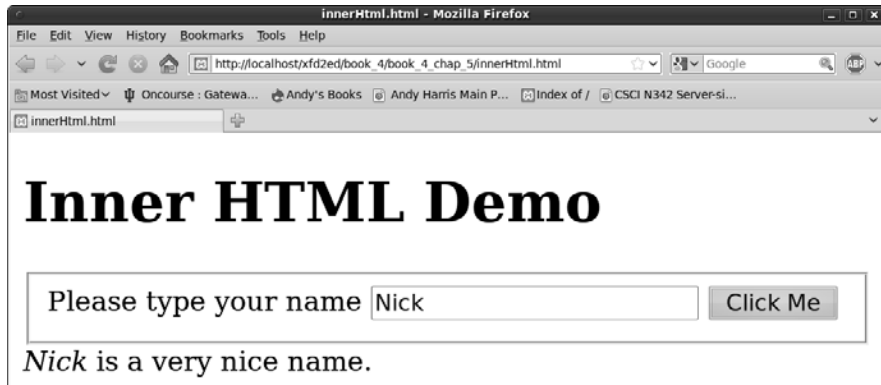 innerHtml.html - Mozilla Firefox
File Edit View History Bookmarks Tools Help
http://localhost/xfd2ed/book_4/book_4_chap_5/innerHtml.html Google ABP
Most Visited Oncourse : Gatewa... Andy's Books Andy Harris Main P... Index of / CSCI N342 Server-si...
innerHtml.html
Inner HTML Demo
Please type your name Nick Click Me
Nick is a very nice name.